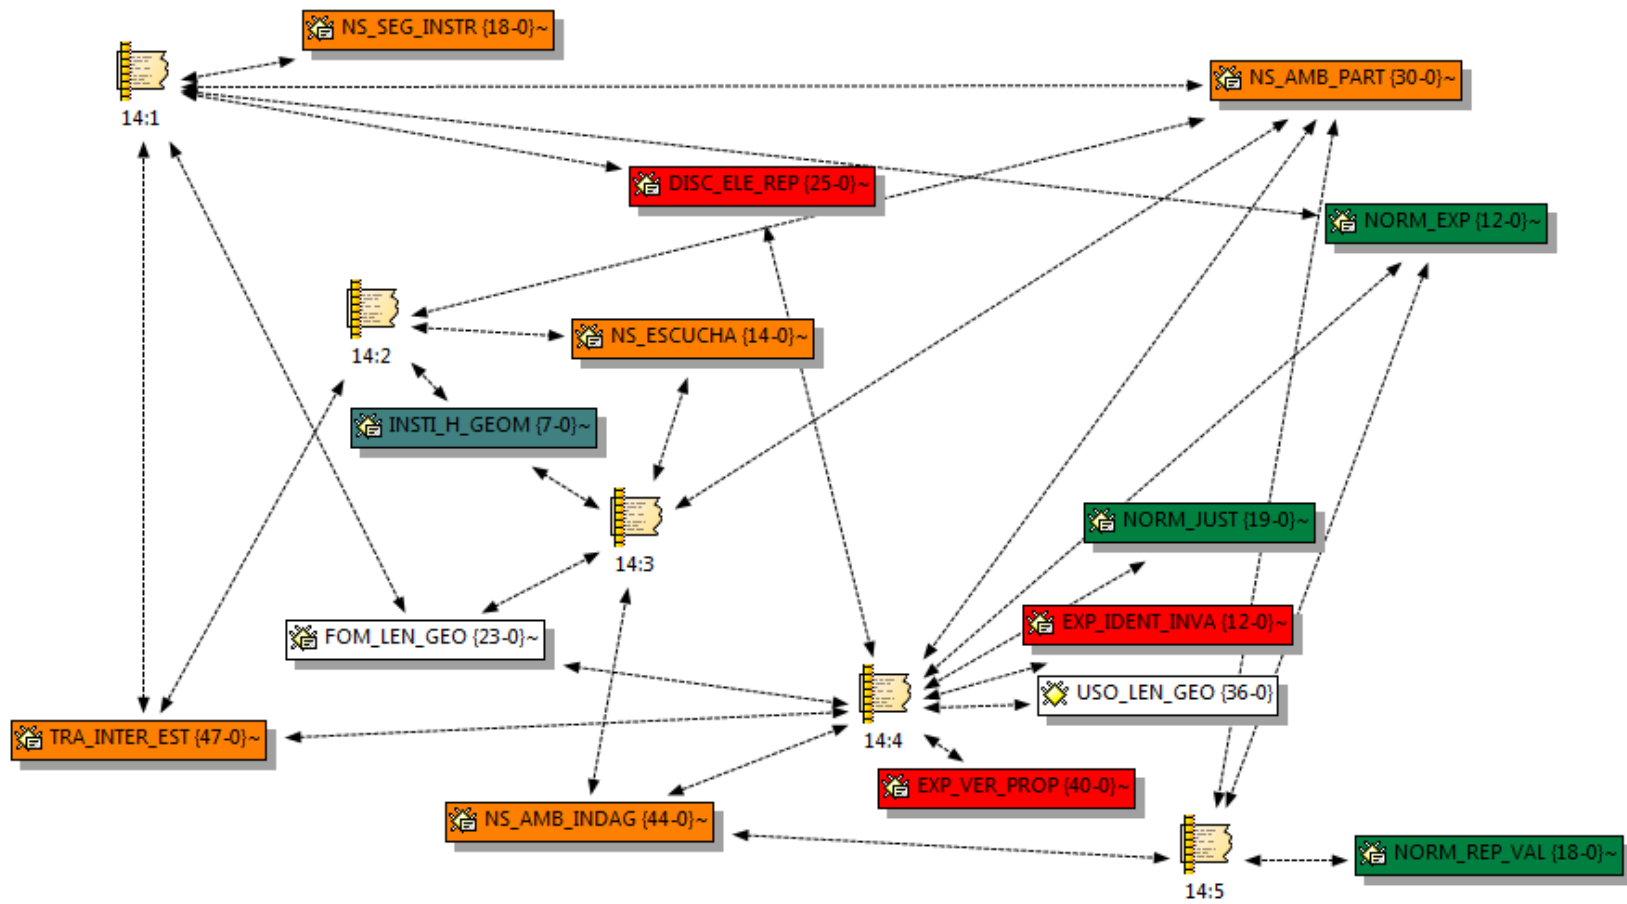 NS_SEG_INSTR {18-0}~
14:1
NS_AMB_PART {30-0}~
DISC_ELE_REP {25-0}~
NORM_EXP {12-0}~
14:2
NS_ESCUCHA {14-0}~
INSTI_H_GEOM {7-0}~
14:3
NORM_JUST {19-0}~
FOM_LEN_GEO {23-0}~
EXP_IDENT_INVA {12-0}~
USO_LEN_GEO {36-0}
TRA_INTER_EST {47-0}~
14:4
EXP_VER_PROP {40-0}~
NS_AMB_INDAG {44-0}~
NORM_REP_VAL {18-0}~
14:5